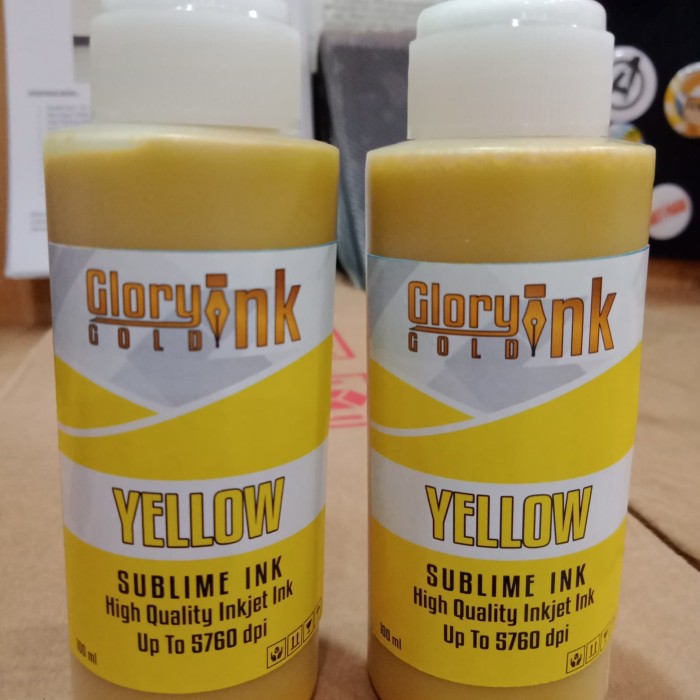 Gloryink
GOLD
YELLOW
SUBLIME INK
High Quality Inkjet Ink
Up To 5760 dpi
100 ml
Gloryink
GOLD
YELLOW
SUBLIME INK
High Quality Inkjet Ink
Up To 5760 dpi
100 ml